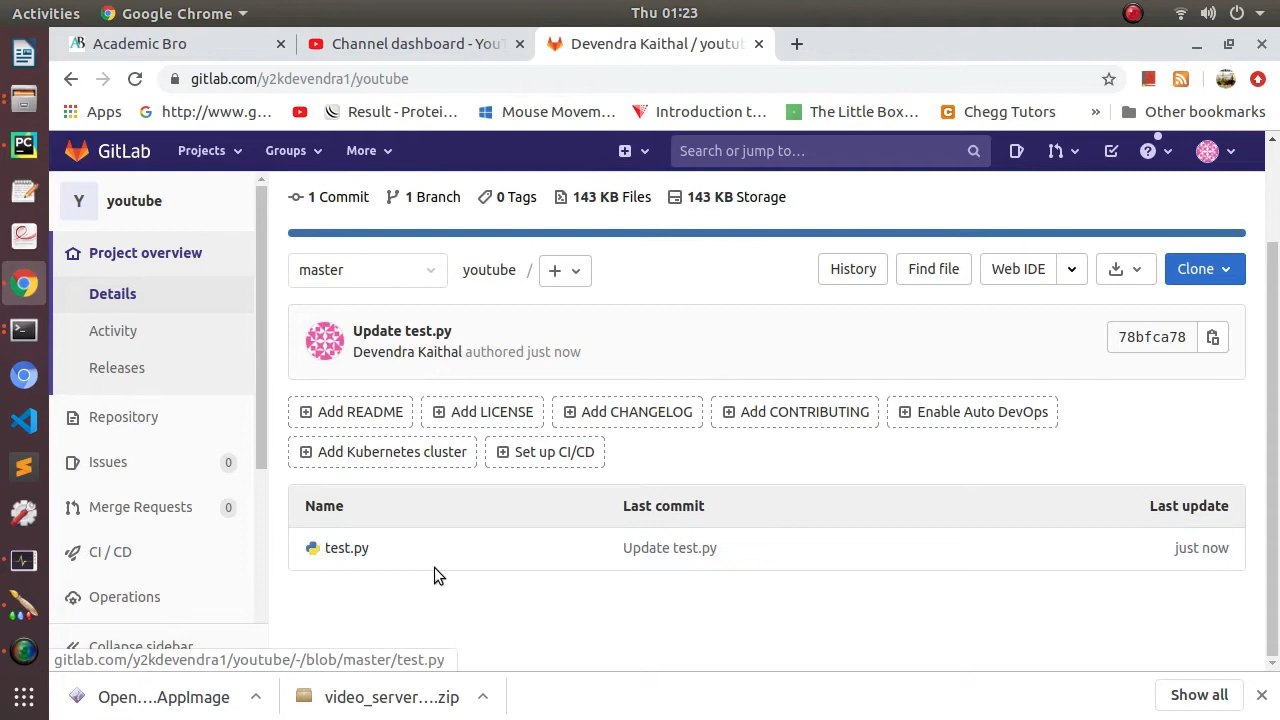 Activities Google Chrome Thu 01:23
Academic Bro Channel dashboard - YouT Devendra Kaithal / youtu
gitlab.com/y2kdevendra1/youtube
Apps http://www.g... Result - Protei... Mouse Movem... Introduction t... The Little Box... Chegg Tutors » Other bookmarks
GitLab Projects Groups More Search or jump to...
Y youtube
1 Commit 1 Branch 0 Tags 143 KB Files 143 KB Storage
Project overview
Details
Activity
Releases
Repository
Issues 0
Merge Requests 0
CI / CD
Operations
Collapse sidebar
master youtube / + History Find file Web IDE Clone
Update test.py
Devendra Kaithal authored just now
78bfca78
Add README Add LICENSE Add CHANGELOG Add CONTRIBUTING Enable Auto DevOps
Add Kubernetes cluster Set up CI/CD
Name Last commit Last update
test.py Update test.py just now
gitlab.com/y2kdevendra1/youtube/-/blob/master/test.py
Open....AppImage video_server....zip Show all